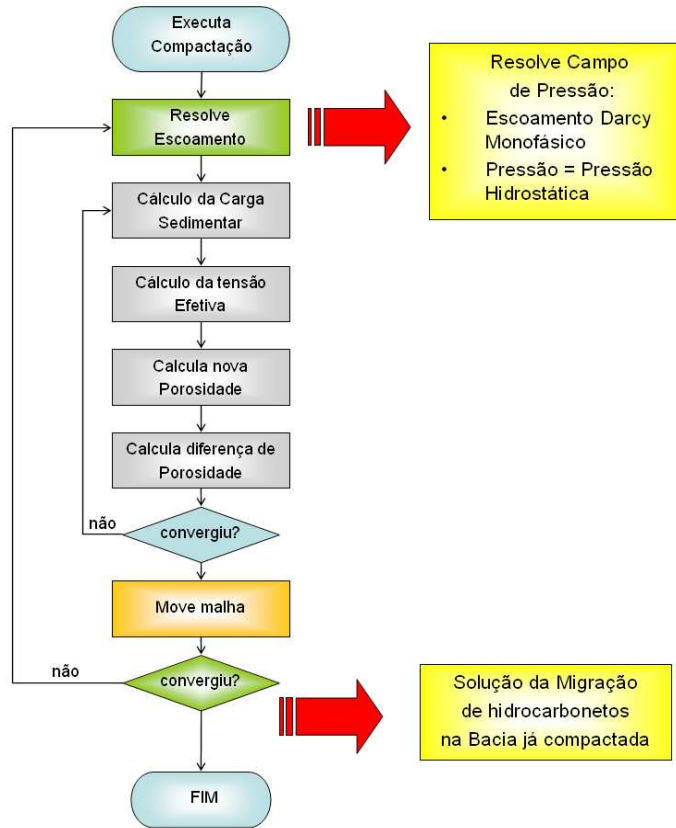 Executa
Compactação
Resolve
Escoamento
Resolve Campo
de Pressão:
• Escoamento Darcy
Monofásico
• Pressão = Pressão
Hidrostática
Cálculo da Carga
Sedimentar
Cálculo da tensão
Efetiva
Calcula nova
Porosidade
Calcula diferença de
Porosidade
não
convergiu?
Move malha
não
convergiu?
Solução da Migração
de hidrocarbonetos
na Bacia já compactada
FIM